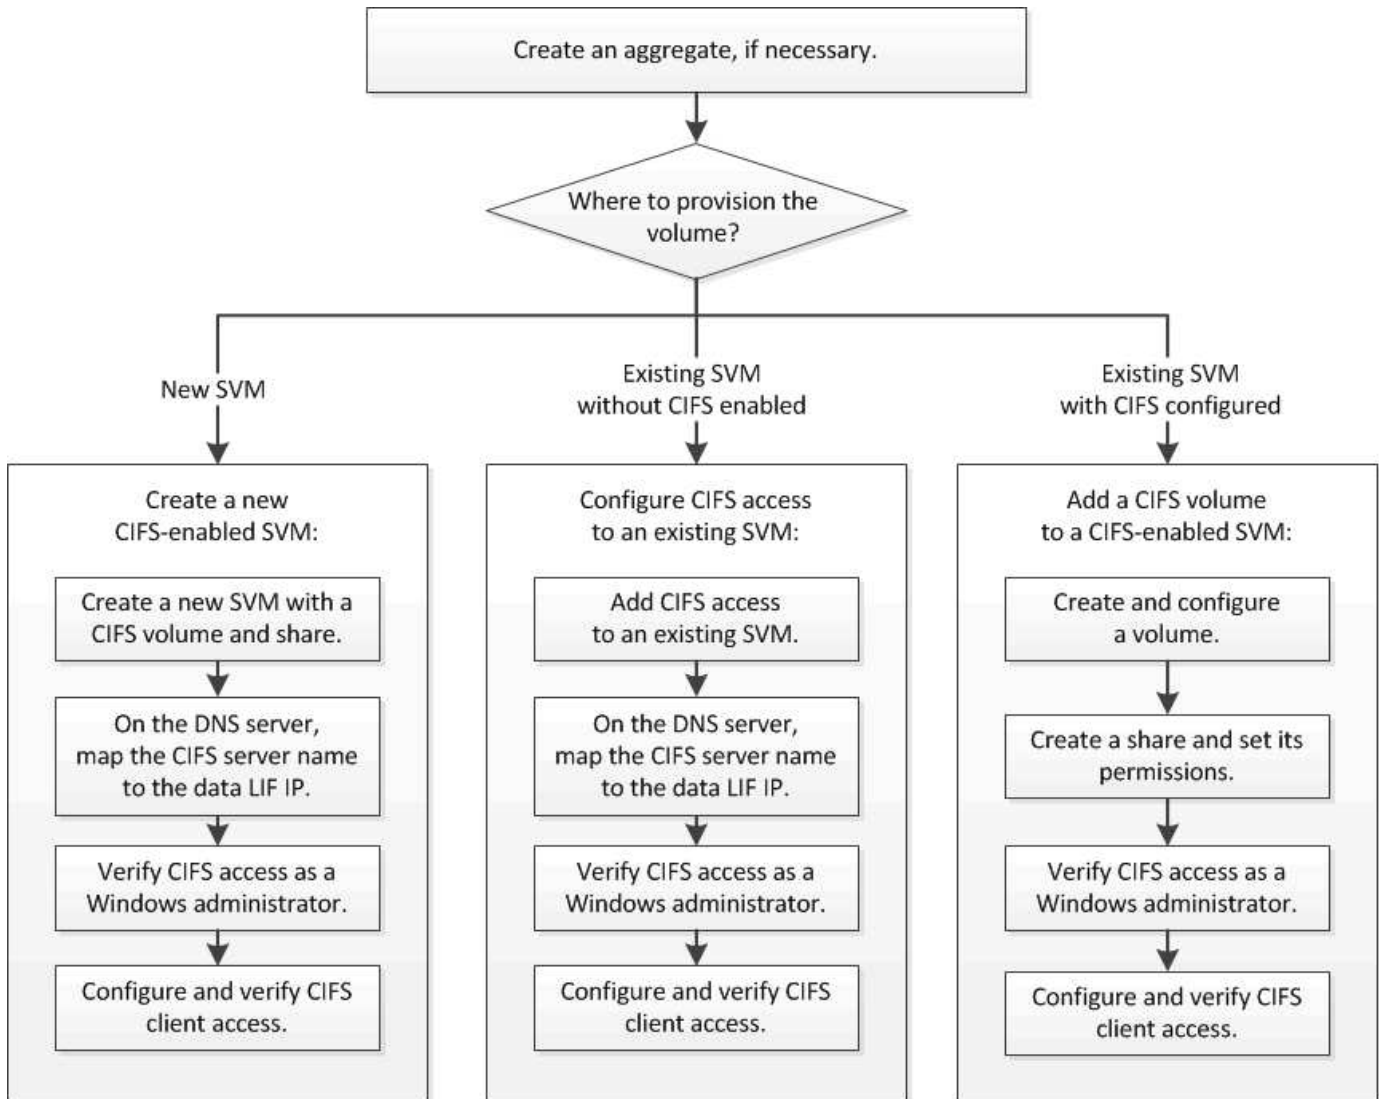 Create an aggregate, if necessary.
Where to provision the
volume?
New SVM
Existing SVM
without CIFS enabled
Existing SVM
with CIFS configured
Create a new
CIFS-enabled SVM:
Create a new SVM with a
CIFS volume and share.
On the DNS server,
map the CIFS server name
to the data LIF IP.
Verify CIFS access as a
Windows administrator.
Configure and verify CIFS
client access.
Configure CIFS access
to an existing SVM:
Add CIFS access
to an existing SVM.
On the DNS server,
map the CIFS server name
to the data LIF IP.
Verify CIFS access as a
Windows administrator.
Configure and verify CIFS
client access.
Add a CIFS volume
to a CIFS-enabled SVM:
Create and configure
a volume.
Create a share and set its
permissions.
Verify CIFS access as a
Windows administrator.
Configure and verify CIFS
client access.